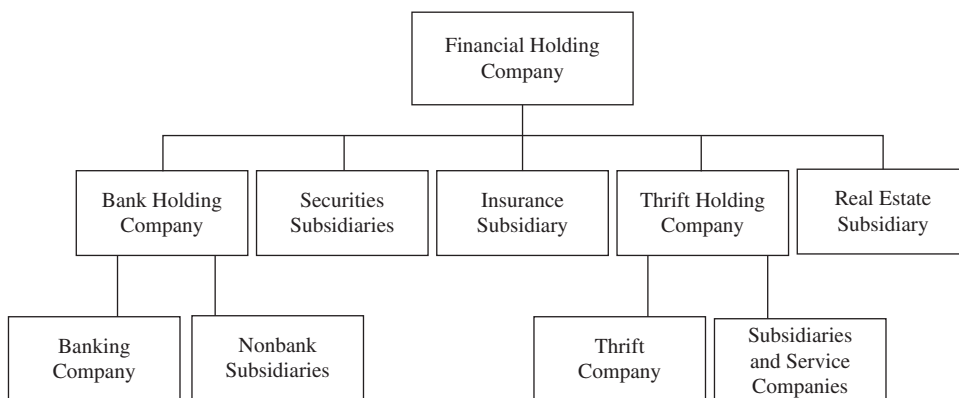 Financial Holding
Company
Bank Holding
Company
Securities
Subsidiaries
Insurance
Subsidiary
Thrift Holding
Company
Real Estate
Subsidiary
Banking
Company
Nonbank
Subsidiaries
Thrift
Company
Subsidiaries
and Service
Companies